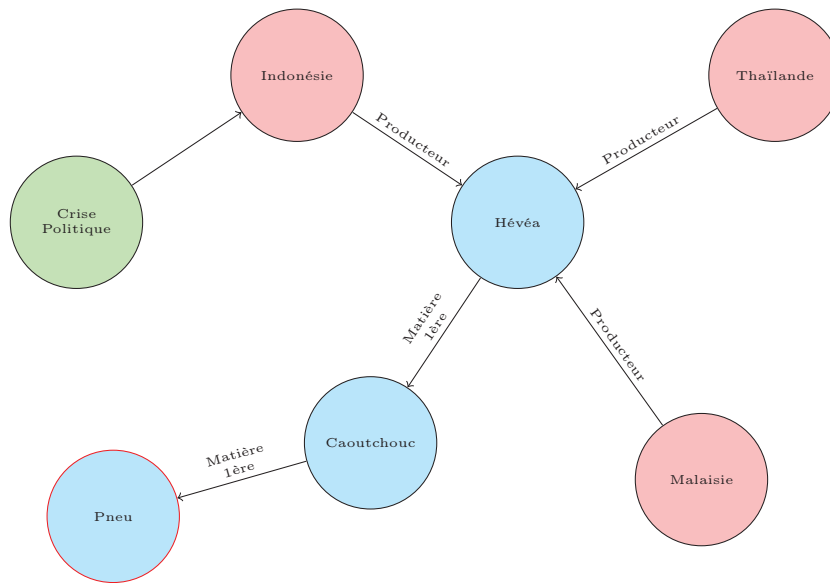 Indonésie
Thaïlande
Producteur
Producteur
Crise
Politique
Hévéa
Matière
1ère
Producteur
Caoutchouc
Matière
1ère
Malaisie
Pneu